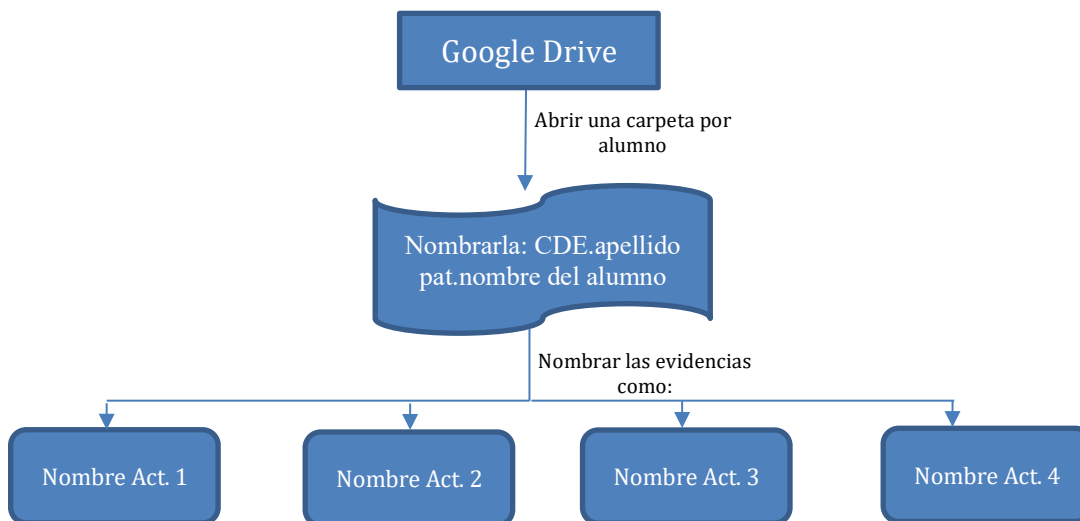 Google Drive
Abrir una carpeta por
alumno
Nombrarla: CDE.apellido
pat.nombre del alumno
Nombrar las evidencias
como:
Nombre Act. 1
Nombre Act. 2
Nombre Act. 3
Nombre Act. 4